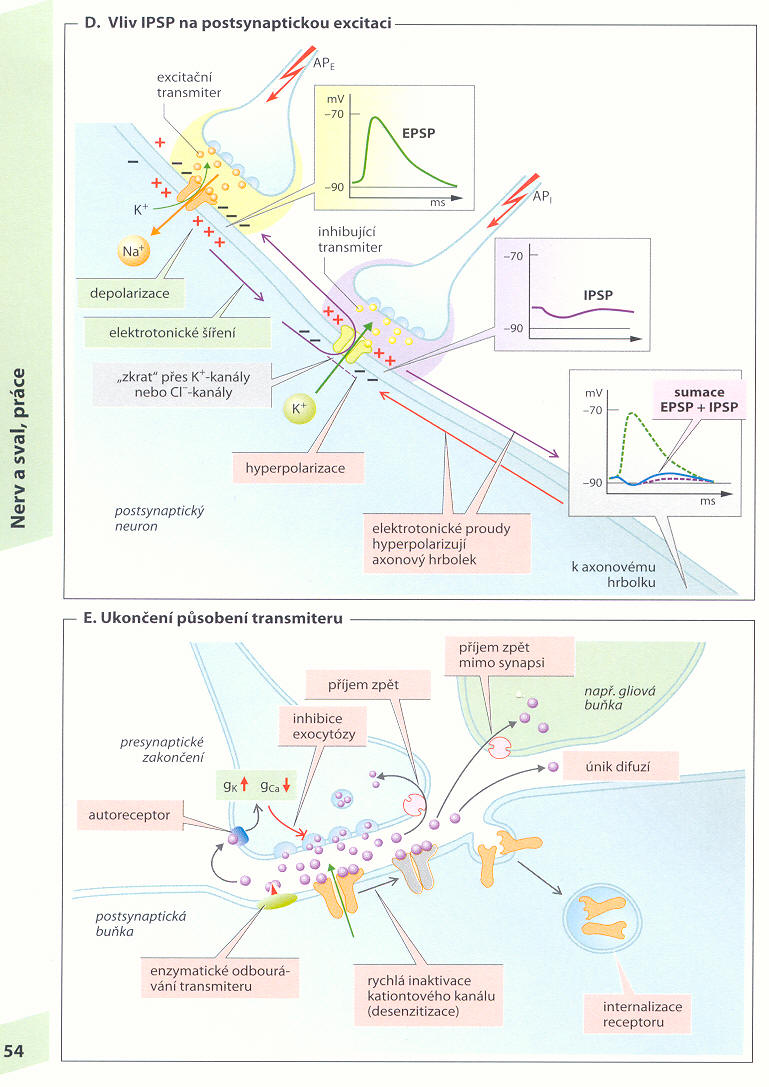 D. Vliv IPSP na postsynaptickou excitaci
excitační
transmiter
APE
mV
–70
EPSP
–90
ms
K+
Na+
depolarizace
elektrotonické šíření
inhibující
transmiter
API
–70
IPSP
–90
„zkrat“ přes K+-kanály
nebo Cl–-kanály
K+
hyperpolarizace
mV
–70
sumace
EPSP + IPSP
–90
ms
postsynaptický
neuron
elektrotonické proudy
hyperpolarizují
axonový hrbolek
k axonovému
hrbolku
Nerv a sval, práce
E. Ukončení působení transmiteru
příjem zpět
mimo synapsi
příjem zpět
např. gliová
buňka
inhibice
exocytózy
presynaptické
zakončení
únik difuzí
gK gCa
autoreceptor
postsynaptická
buňka
enzymatické odbourá-
vání transmiteru
rychlá inaktivace
kationtového kanálu
(desenzitizace)
internalizace
receptoru
54